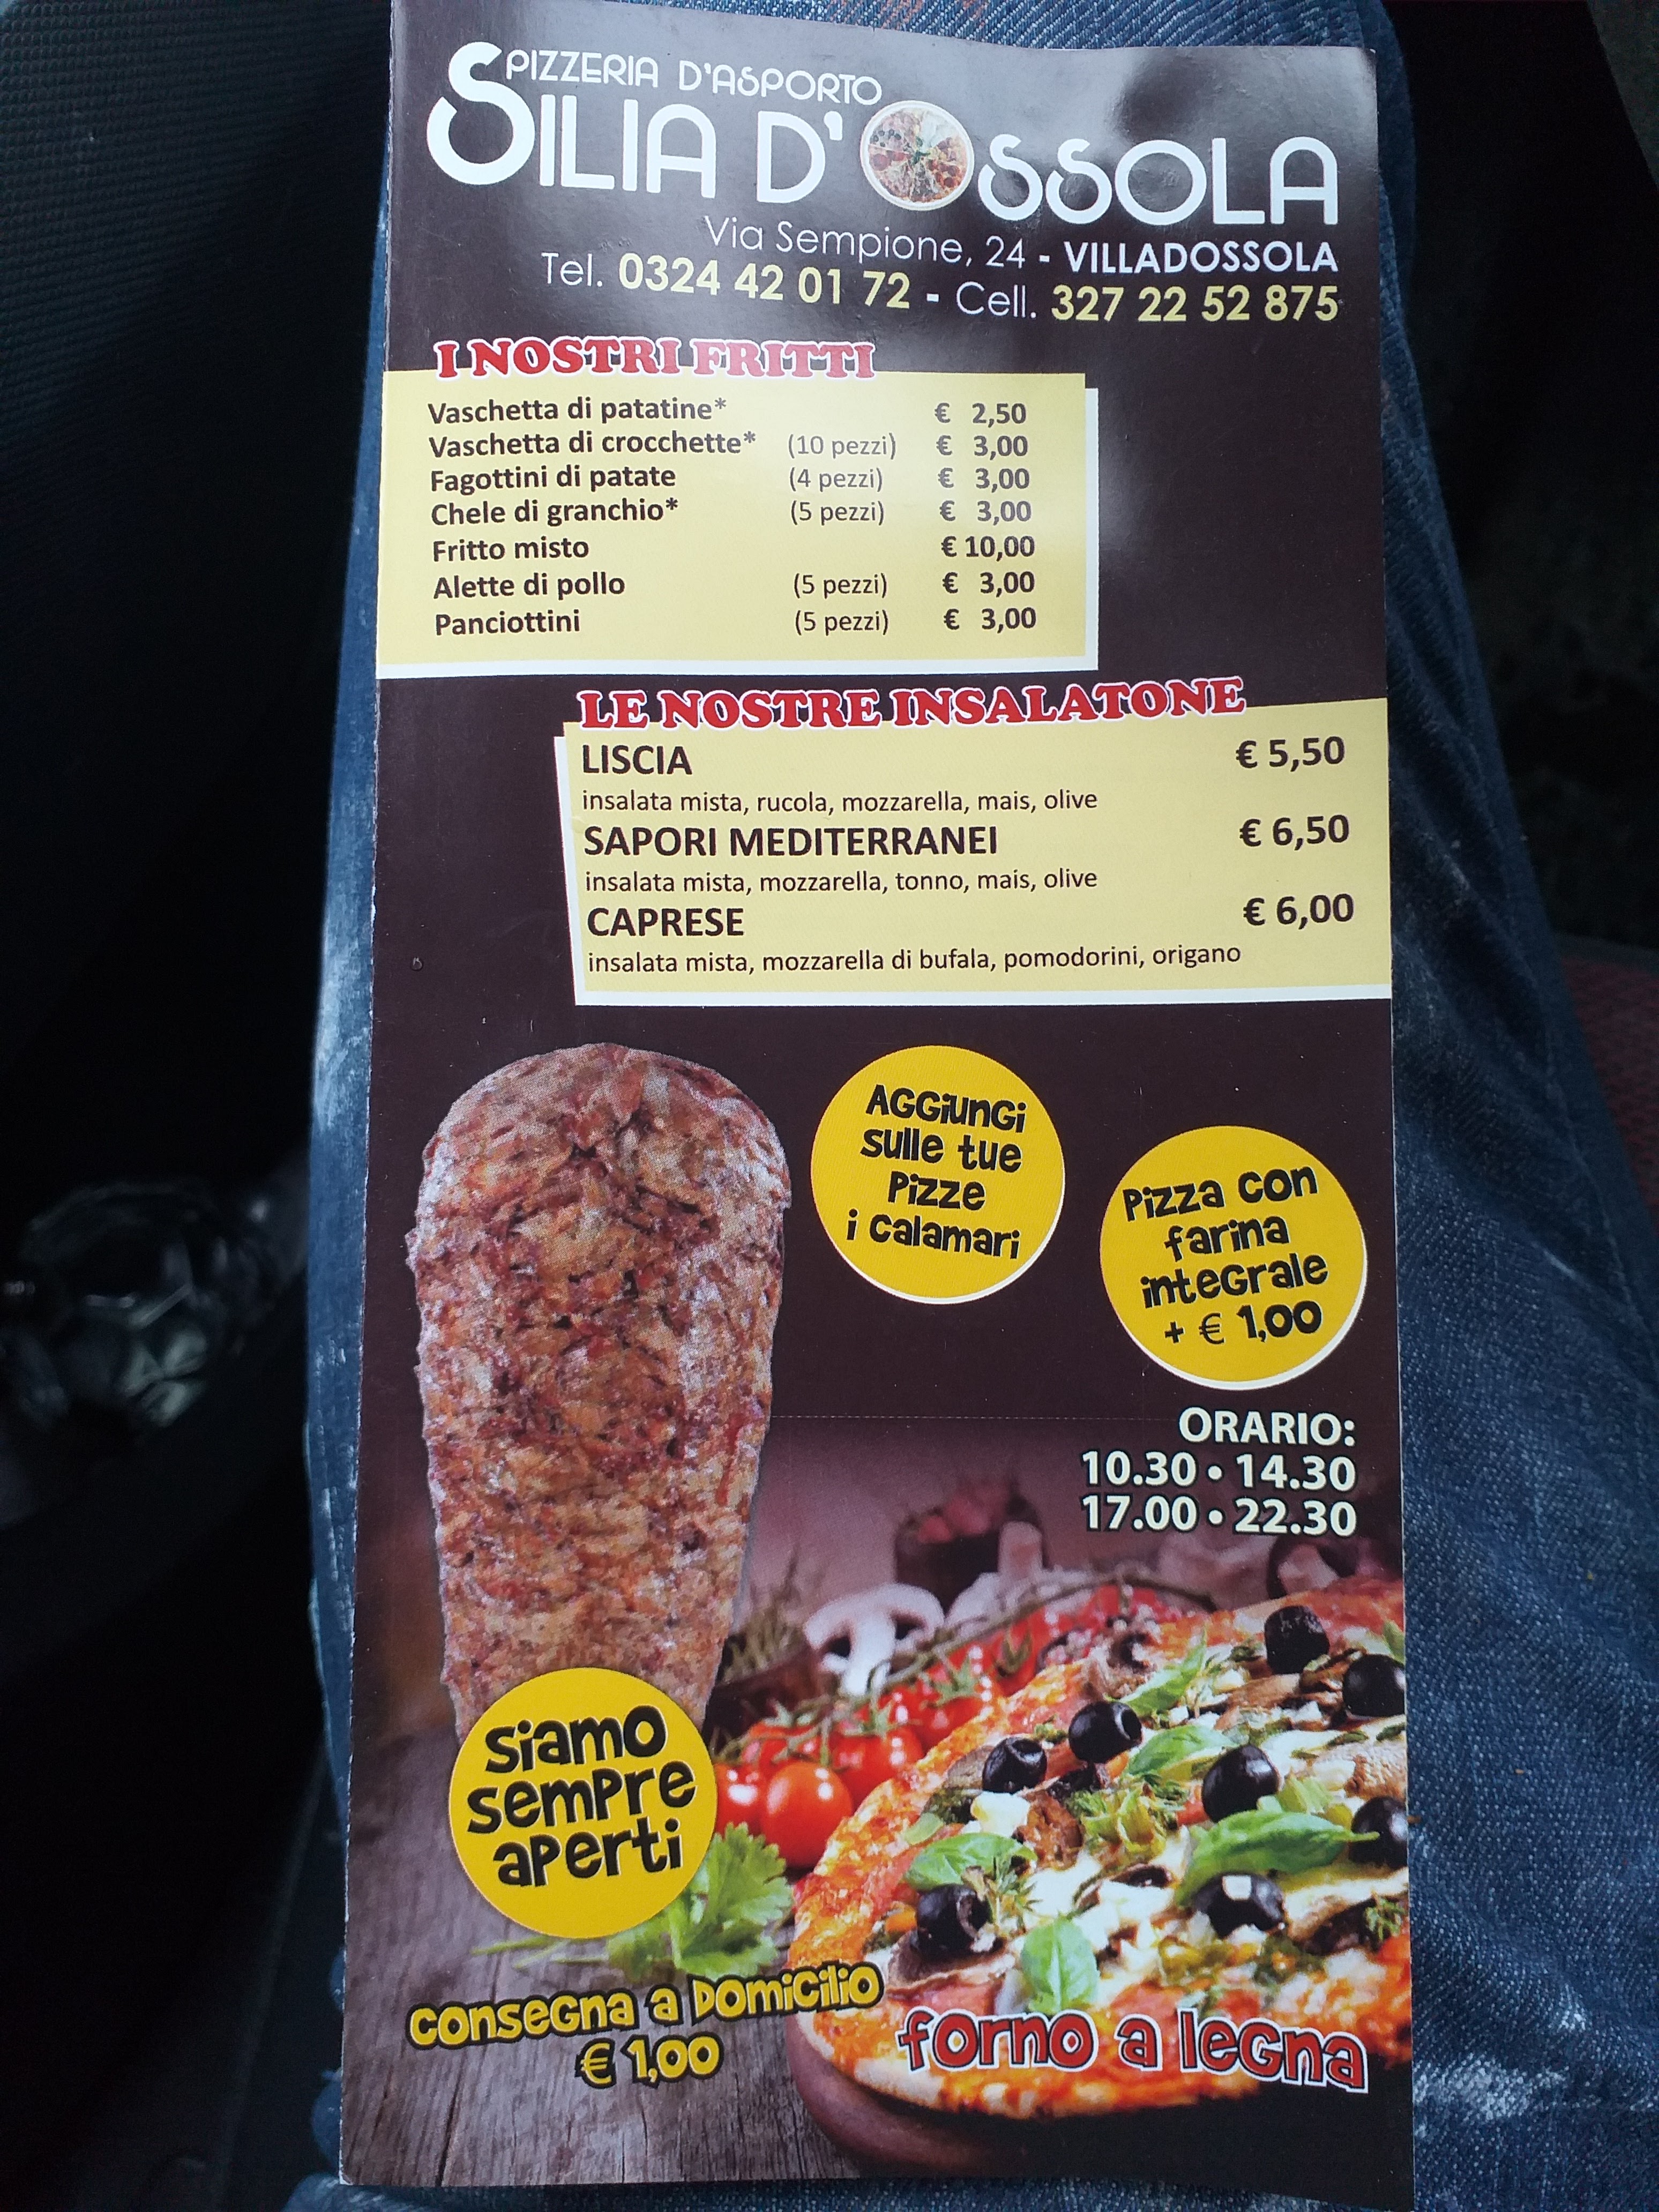 PIZZERIA D'ASPORTO
SILIA D'OSSOLA
Via Sempione, 24 - VILLADOSSOLA
Tel. 0324 42 01 72 - Cell. 327 22 52 875
I NOSTRI FRITTI
Vaschetta di patatine* € 2,50
Vaschetta di crocchette* (10 pezzi) € 3,00
Fagottini di patate (4 pezzi) € 3,00
Chele di granchio* (5 pezzi) € 3,00
Fritto misto € 10,00
Alette di pollo (5 pezzi) € 3,00
Panciottini (5 pezzi) € 3,00
LE NOSTRE INSALATONE
LISCIA € 5,50
insalata mista, rucola, mozzarella, mais, olive
SAPORI MEDITERRANEI € 6,50
insalata mista, mozzarella, tonno, mais, olive
CAPRESE € 6,00
insalata mista, mozzarella di bufala, pomodorini, origano
AGGiUNGi
sulle tue
Pizze
i calamari
Pizza con
farina
inteGrale
+ € 1,00
ORARIO:
10.30 • 14.30
17.00 • 22.30
siamo
semPre
aPerti
conseGna a Domicilio
€ 1,00
forno a leGna